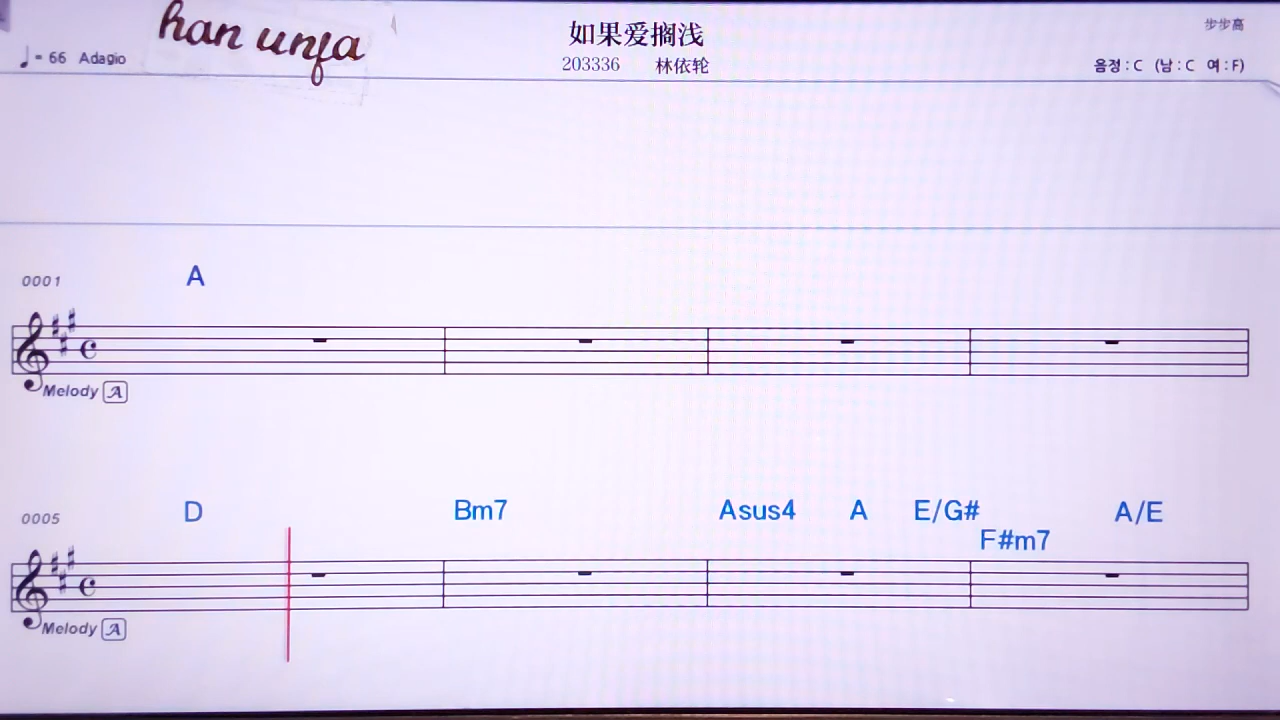 han unja
如果爱搁浅
步步高
♩= 66 Adagio
203336 林依轮
음정 : C (남 : C 여 : F)
0001
A
Melody A
0005
D Bm7 Asus4 A E/G# A/E
F#m7
Melody A